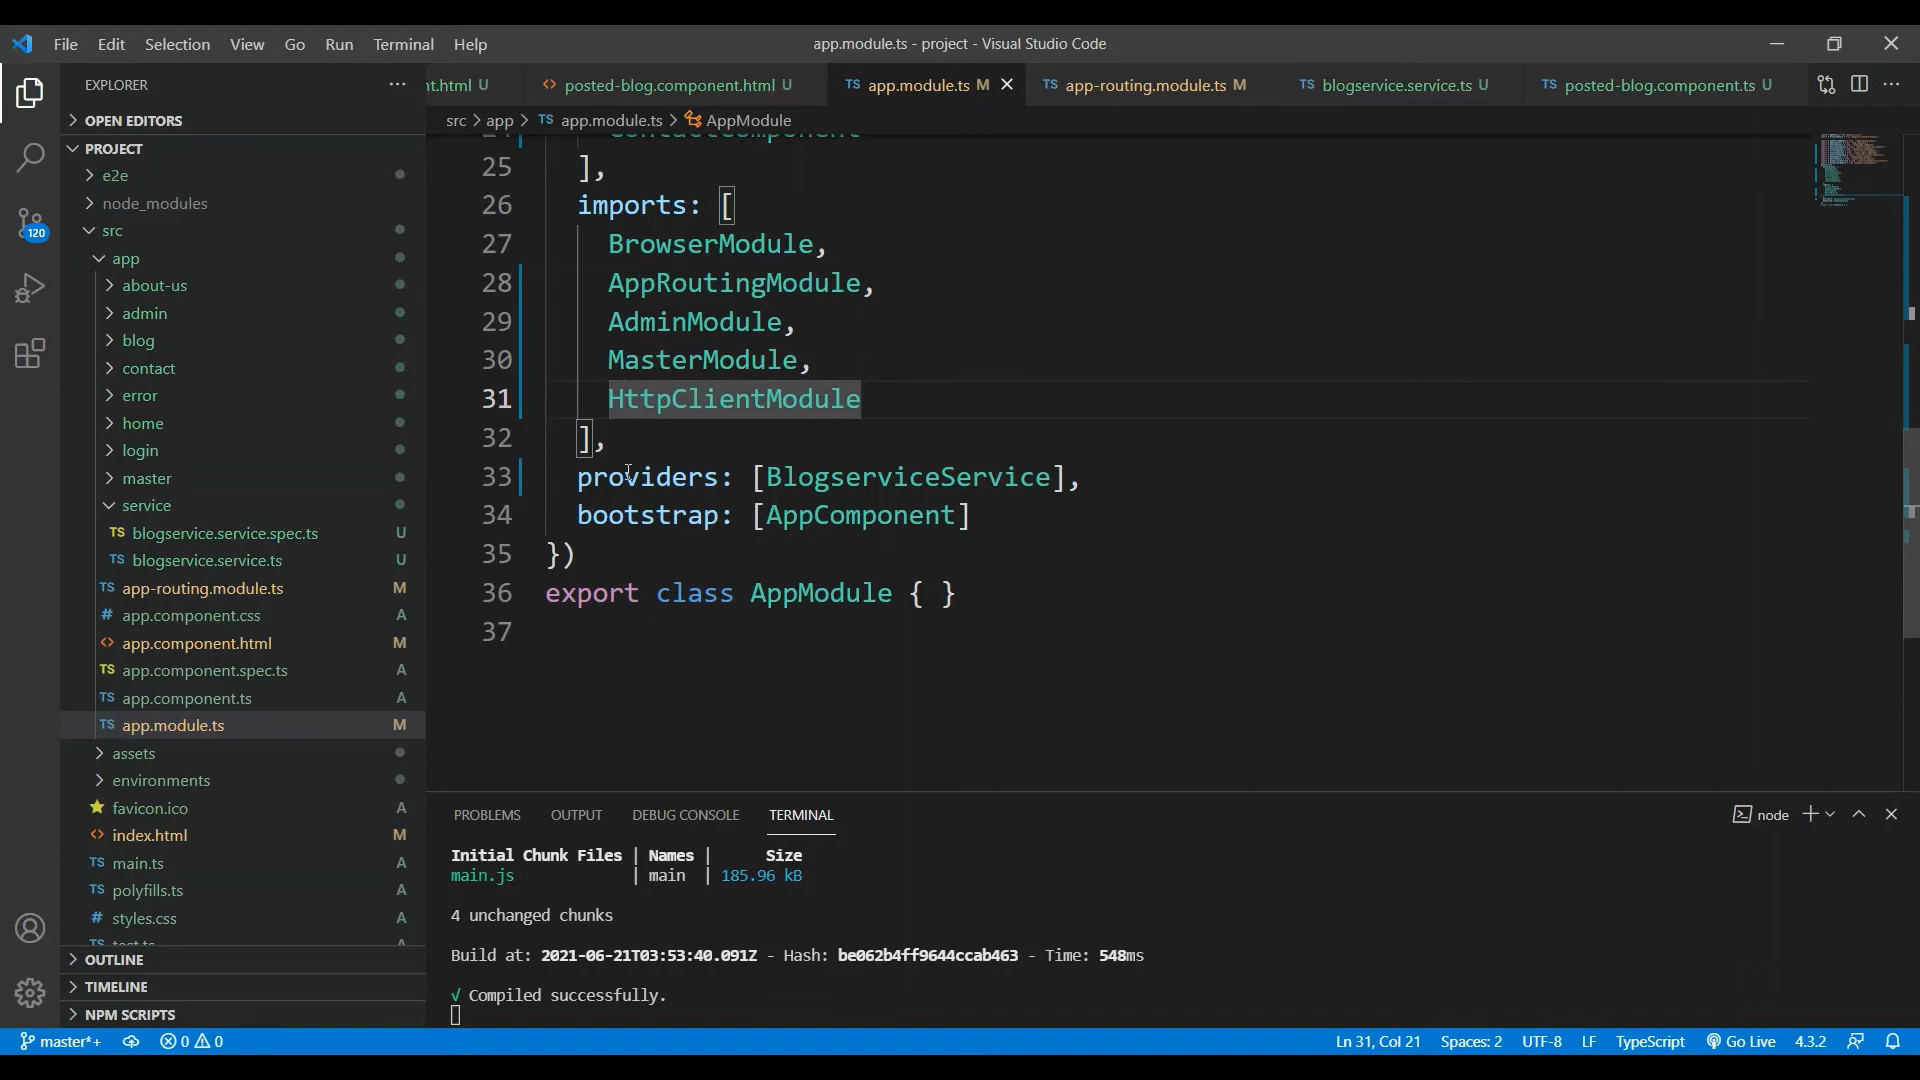 File Edit Selection View Go Run Terminal Help
app.module.ts - project - Visual Studio Code
EXPLORER
OPEN EDITORS
PROJECT
e2e
node_modules
src
app
about-us
admin
blog
contact
error
home
login
master
service
TS blogservice.service.spec.ts U
TS blogservice.service.ts U
TS app-routing.module.ts M
# app.component.css A
<> app.component.html M
TS app.component.spec.ts A
TS app.component.ts A
TS app.module.ts M
assets
environments
favicon.ico A
<> index.html M
TS main.ts A
TS polyfills.ts A
# styles.css A
TS test.ts A
OUTLINE
TIMELINE
NPM SCRIPTS
120
nt.html U
<> posted-blog.component.html U
TS app.module.ts M
TS app-routing.module.ts M
TS blogservice.service.ts U
TS posted-blog.component.ts U
src > app > TS app.module.ts > AppModule
24 ContactComponent
25 ],
26 imports: [
27 BrowserModule,
28 AppRoutingModule,
29 AdminModule,
30 MasterModule,
31 HttpClientModule
32 ],
33 providers: [BlogserviceService],
34 bootstrap: [AppComponent]
35 })
36 export class AppModule { }
37
PROBLEMS OUTPUT DEBUG CONSOLE TERMINAL
node
Initial Chunk Files | Names | Size
main.js | main | 185.96 kB
4 unchanged chunks
Build at: 2021-06-21T03:53:40.091Z - Hash: be062b4ff9644ccab463 - Time: 548ms
√ Compiled successfully.
master*+ 0 0
Ln 31, Col 21 Spaces: 2 UTF-8 LF TypeScript Go Live 4.3.2